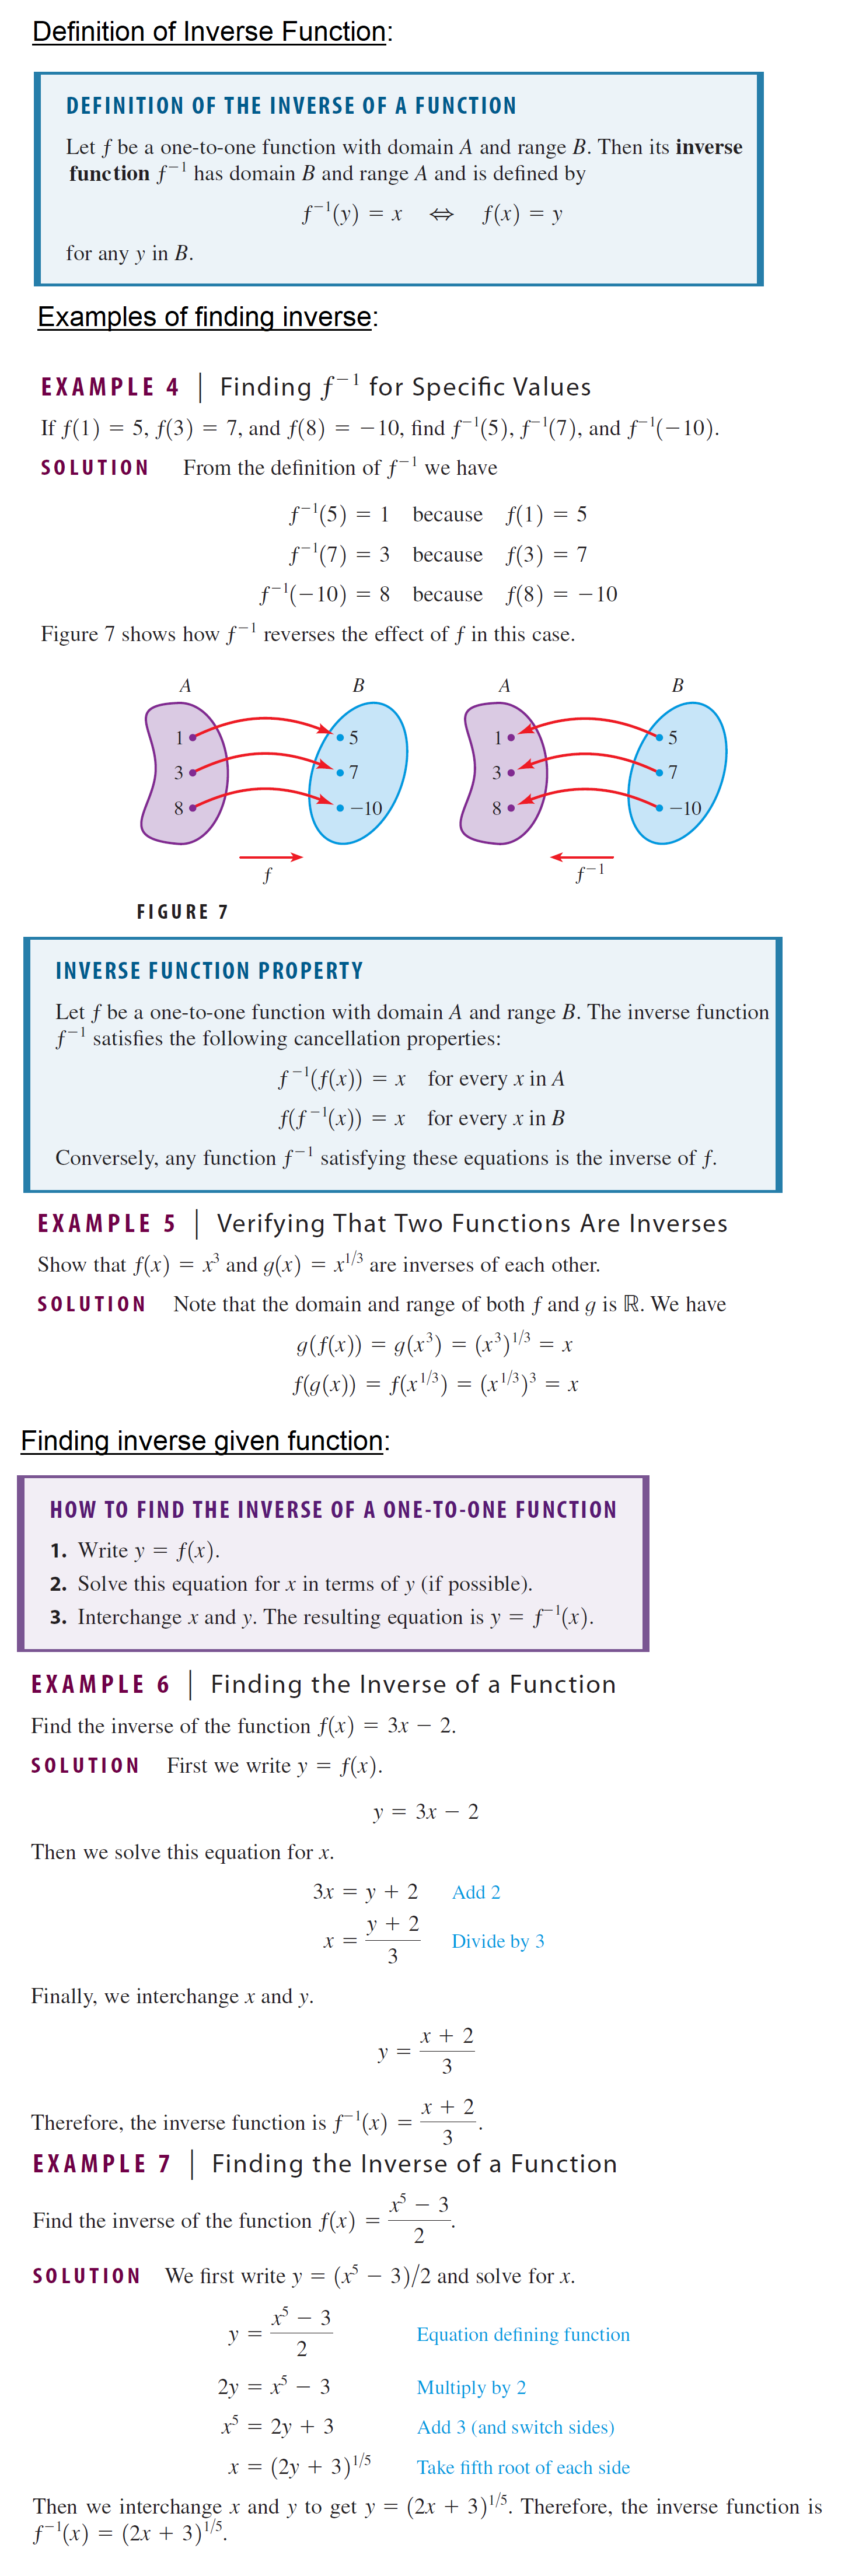 Definition of Inverse Function:
DEFINITION OF THE INVERSE OF A FUNCTION
Let f be a one-to-one function with domain A and range B. Then its inverse
function f⁻¹ has domain B and range A and is defined by
f⁻¹(y) = x ⇔ f(x) = y
for any y in B.
Examples of finding inverse:
EXAMPLE 4 | Finding f⁻¹ for Specific Values
If f(1) = 5, f(3) = 7, and f(8) = −10, find f⁻¹(5), f⁻¹(7), and f⁻¹(−10).
SOLUTION From the definition of f⁻¹ we have
f⁻¹(5) = 1 because f(1) = 5
f⁻¹(7) = 3 because f(3) = 7
f⁻¹(−10) = 8 because f(8) = −10
Figure 7 shows how f⁻¹ reverses the effect of f in this case.
A B A B
1 5 1 5
3 7 3 7
8 −10 8 −10
f f⁻¹
FIGURE 7
INVERSE FUNCTION PROPERTY
Let f be a one-to-one function with domain A and range B. The inverse function
f⁻¹ satisfies the following cancellation properties:
f⁻¹(f(x)) = x for every x in A
f(f⁻¹(x)) = x for every x in B
Conversely, any function f⁻¹ satisfying these equations is the inverse of f.
EXAMPLE 5 | Verifying That Two Functions Are Inverses
Show that f(x) = x³ and g(x) = x^(1/3) are inverses of each other.
SOLUTION Note that the domain and range of both f and g is ℝ. We have
g(f(x)) = g(x³) = (x³)^(1/3) = x
f(g(x)) = f(x^(1/3)) = (x^(1/3))³ = x
Finding inverse given function:
HOW TO FIND THE INVERSE OF A ONE-TO-ONE FUNCTION
1. Write y = f(x).
2. Solve this equation for x in terms of y (if possible).
3. Interchange x and y. The resulting equation is y = f⁻¹(x).
EXAMPLE 6 | Finding the Inverse of a Function
Find the inverse of the function f(x) = 3x − 2.
SOLUTION First we write y = f(x).
y = 3x − 2
Then we solve this equation for x.
3x = y + 2 Add 2
x = (y + 2)/3 Divide by 3
Finally, we interchange x and y.
y = (x + 2)/3
Therefore, the inverse function is f⁻¹(x) = (x + 2)/3.
EXAMPLE 7 | Finding the Inverse of a Function
Find the inverse of the function f(x) = (x⁵ − 3)/2.
SOLUTION We first write y = (x⁵ − 3)/2 and solve for x.
y = (x⁵ − 3)/2 Equation defining function
2y = x⁵ − 3 Multiply by 2
x⁵ = 2y + 3 Add 3 (and switch sides)
x = (2y + 3)^(1/5) Take fifth root of each side
Then we interchange x and y to get y = (2x + 3)^(1/5). Therefore, the inverse function is
f⁻¹(x) = (2x + 3)^(1/5).